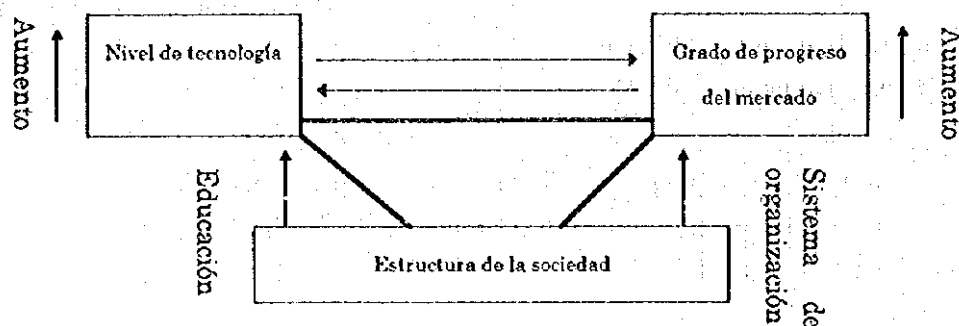 Aumento
Nivel de tecnología
Grado de progreso
del mercado
Aumento
Educación
Sistema de
organización
Estructura de la sociedad